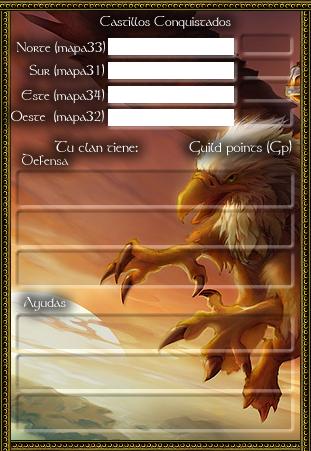 Castillos Conquistados
Norte (mapa33)
Sur (mapa31)
Este (mapa34)
Oeste (mapa32)
Tu clan tiene: Guild points (Gp)
Defensa
Ayudas